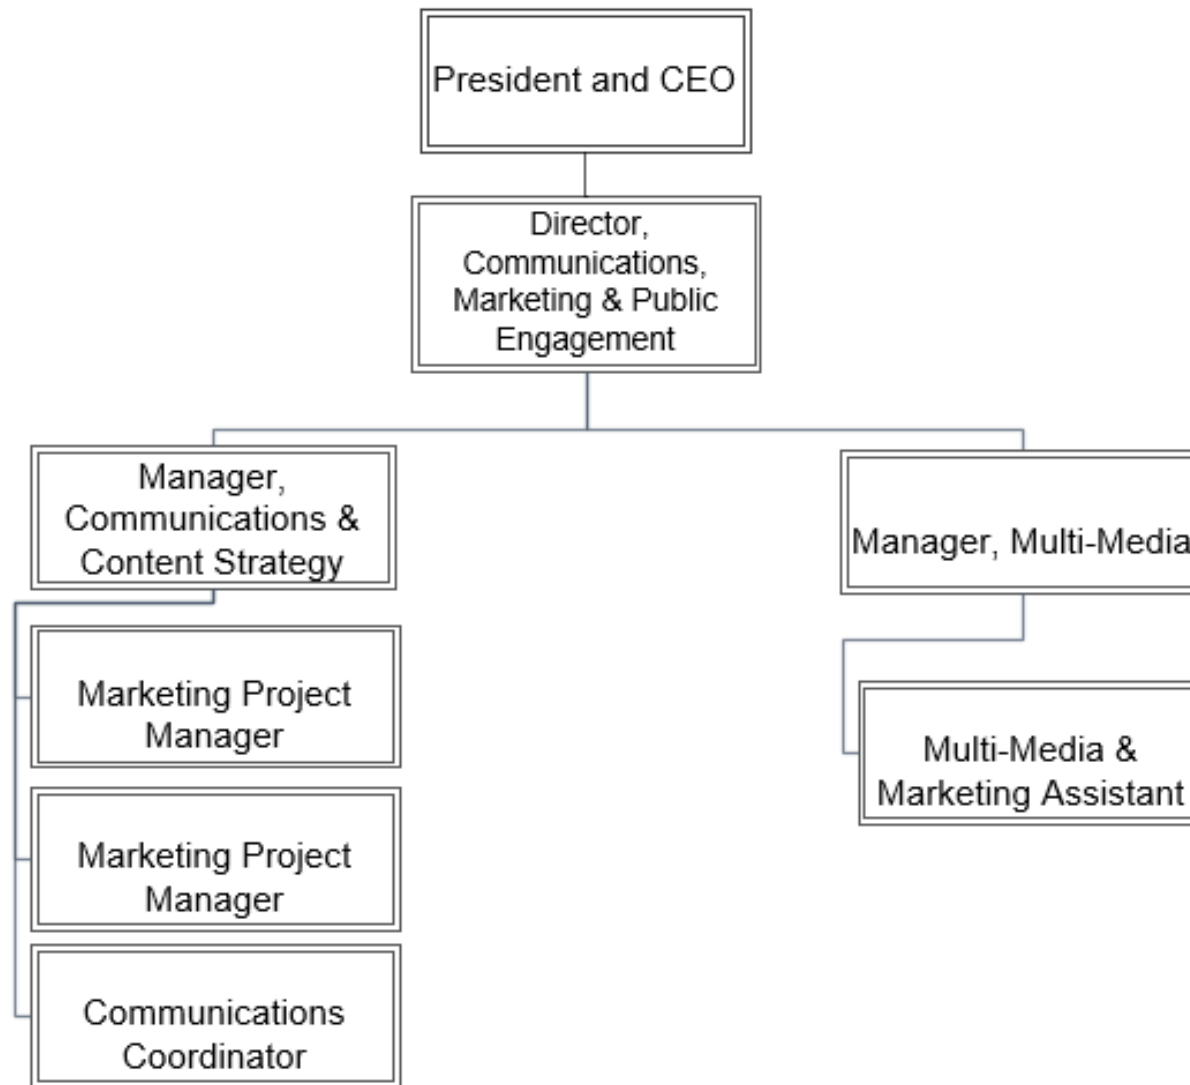 President and CEO
Director,
Communications,
Marketing & Public
Engagement
Manager,
Communications &
Content Strategy
Marketing Project
Manager
Marketing Project
Manager
Communications
Coordinator
Manager, Multi-Media
Multi-Media &
Marketing Assistant